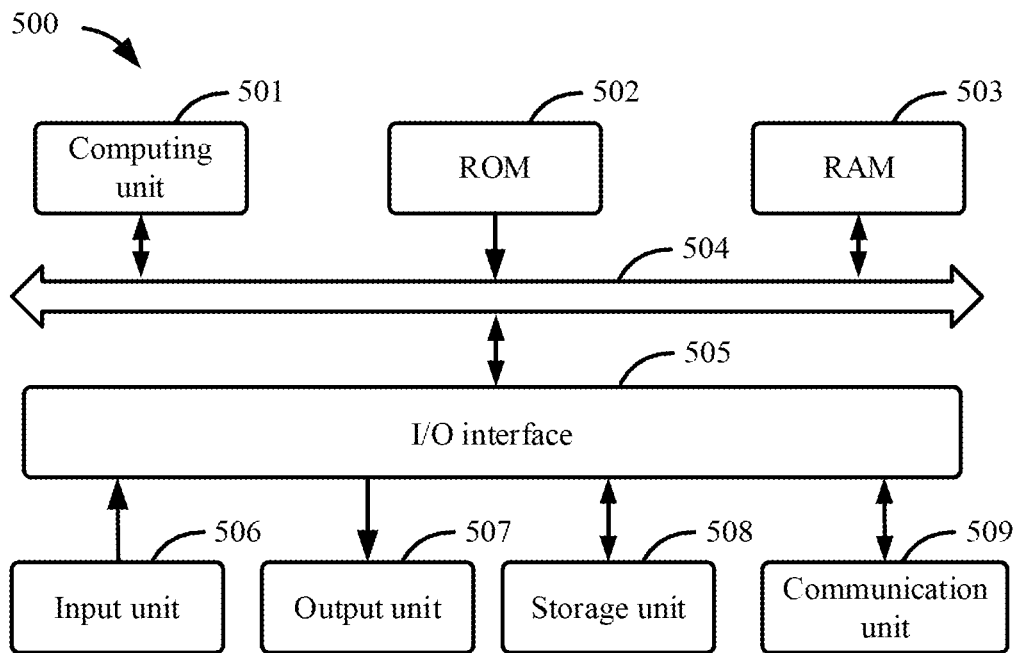 500
501
502
503
Computing
unit
ROM
RAM
504
505
I/O interface
506
507
508
509
Input unit
Output unit
Storage unit
Communication
unit